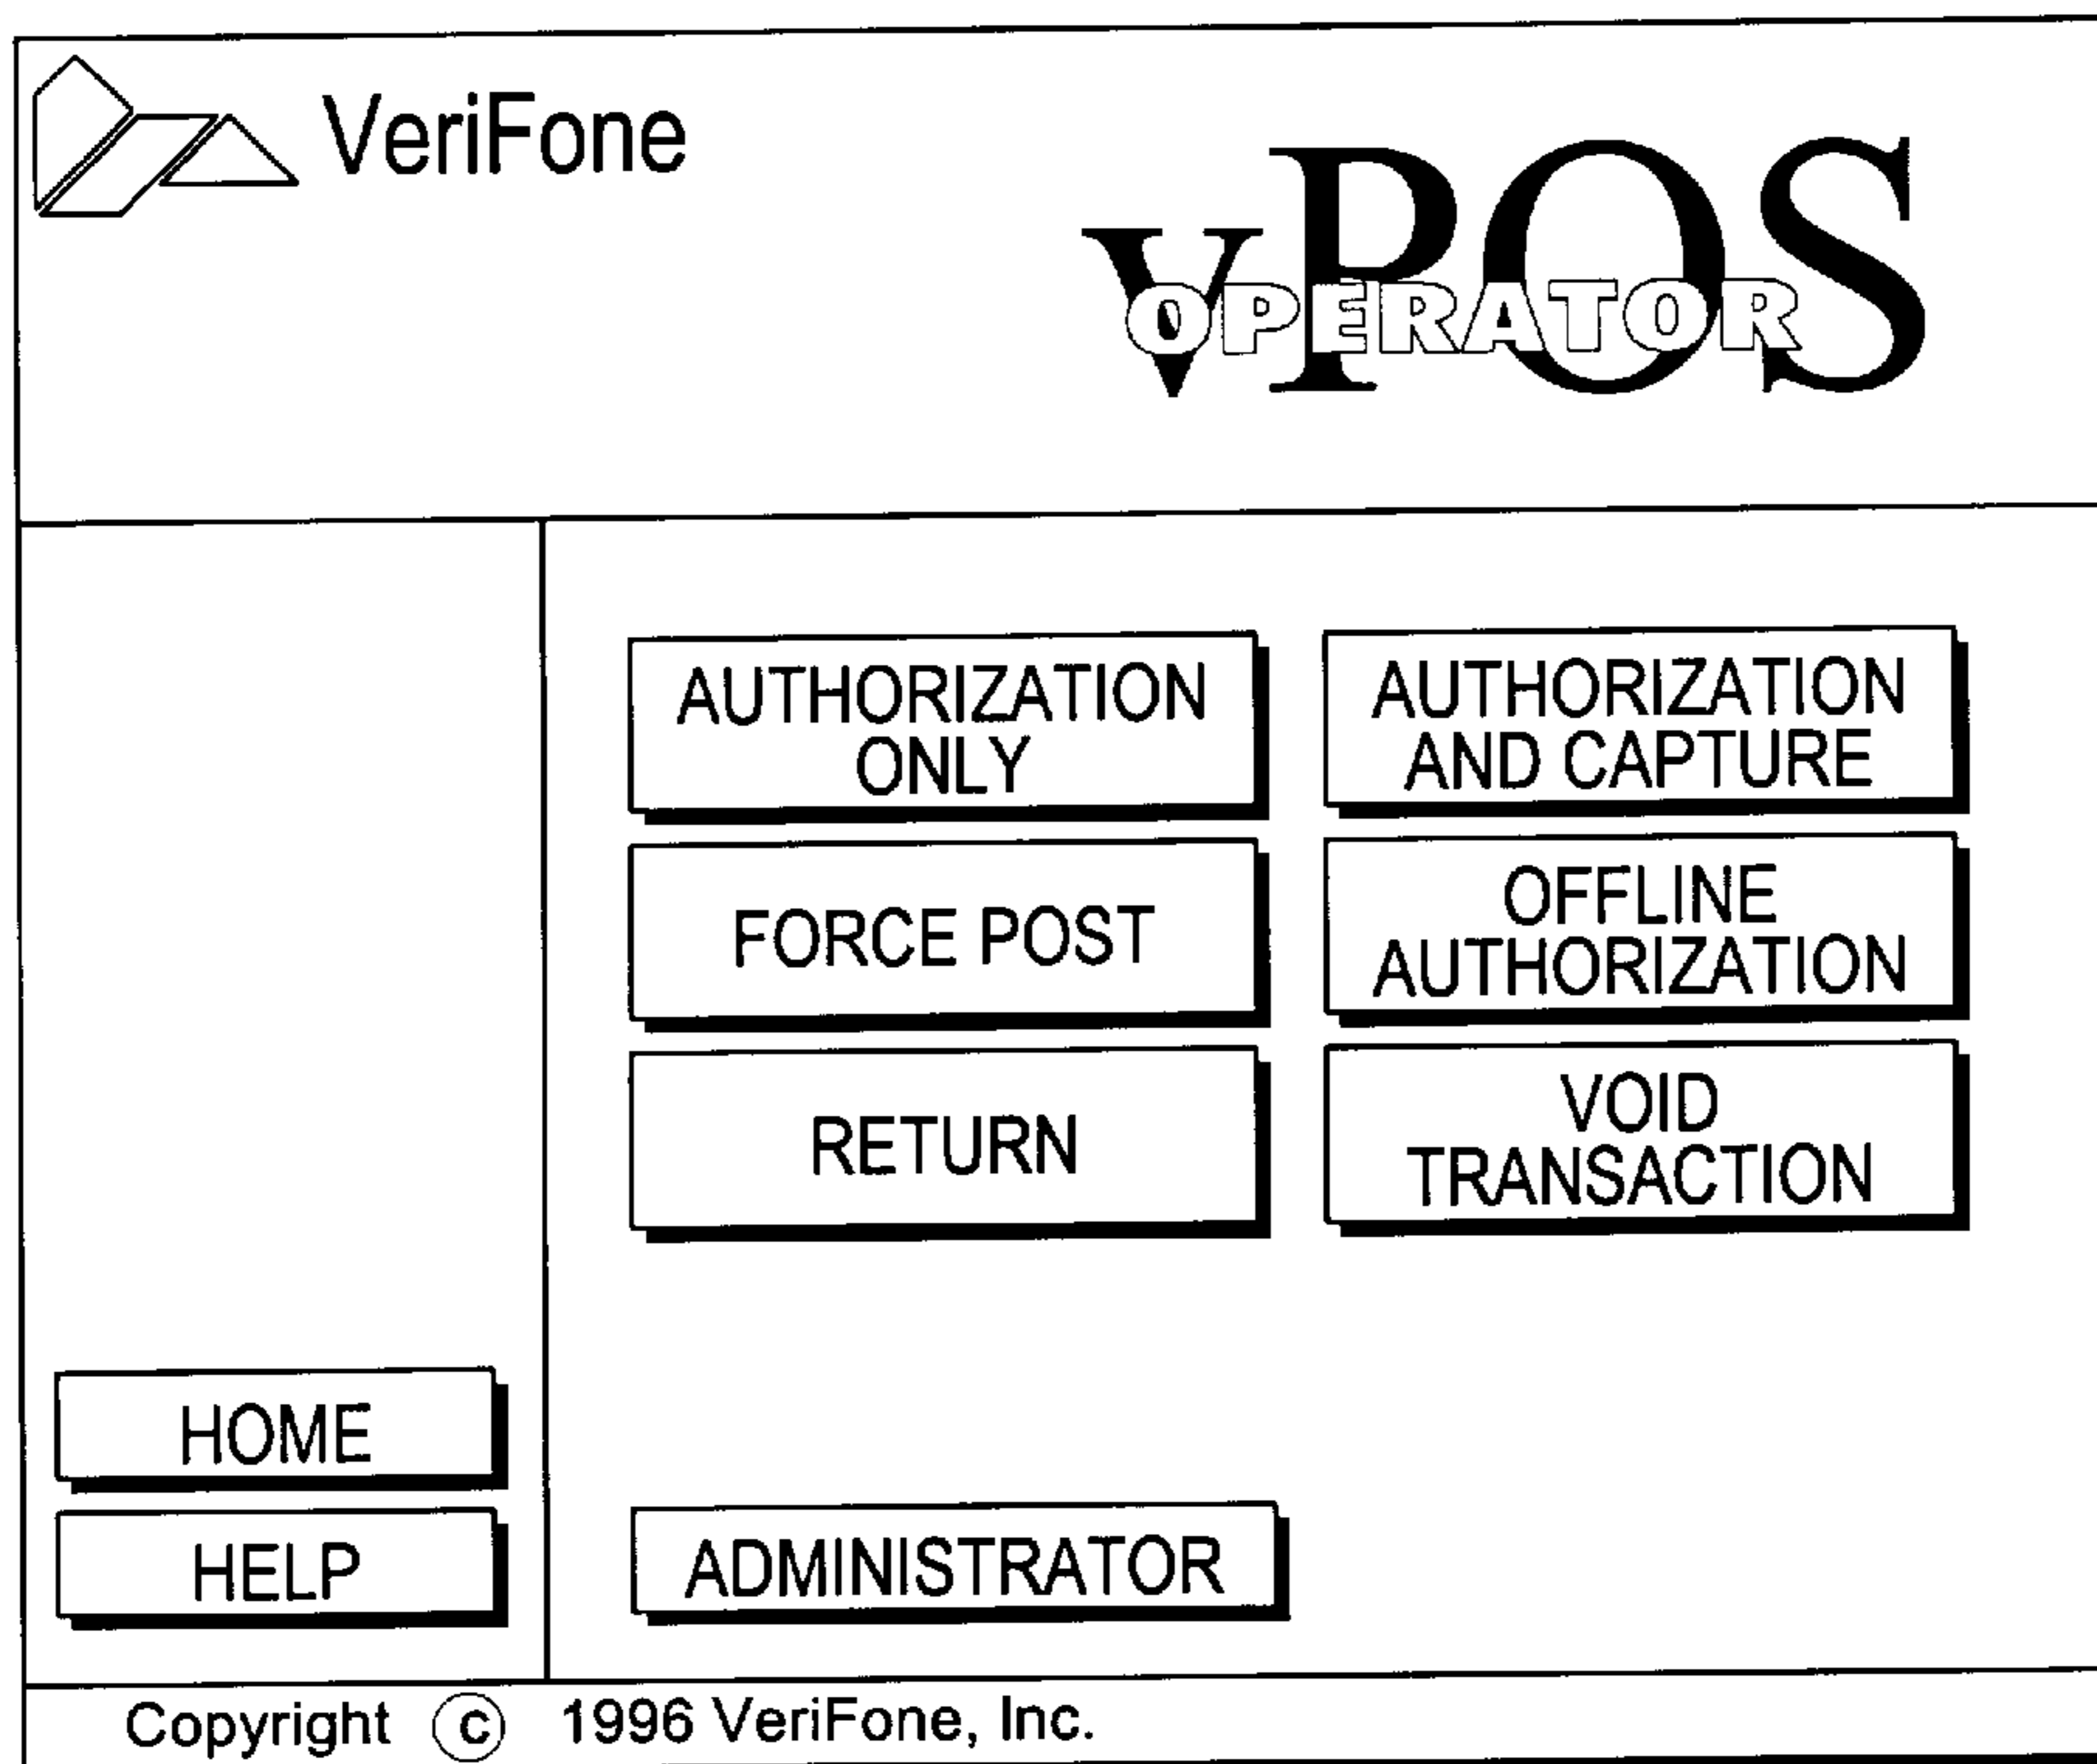 VeriFone
vPOS
OPERATOR
AUTHORIZATION
ONLY
AUTHORIZATION
AND CAPTURE
FORCE POST
OFFLINE
AUTHORIZATION
RETURN
VOID
TRANSACTION
HOME
HELP
ADMINISTRATOR
Copyright © 1996 VeriFone, Inc.